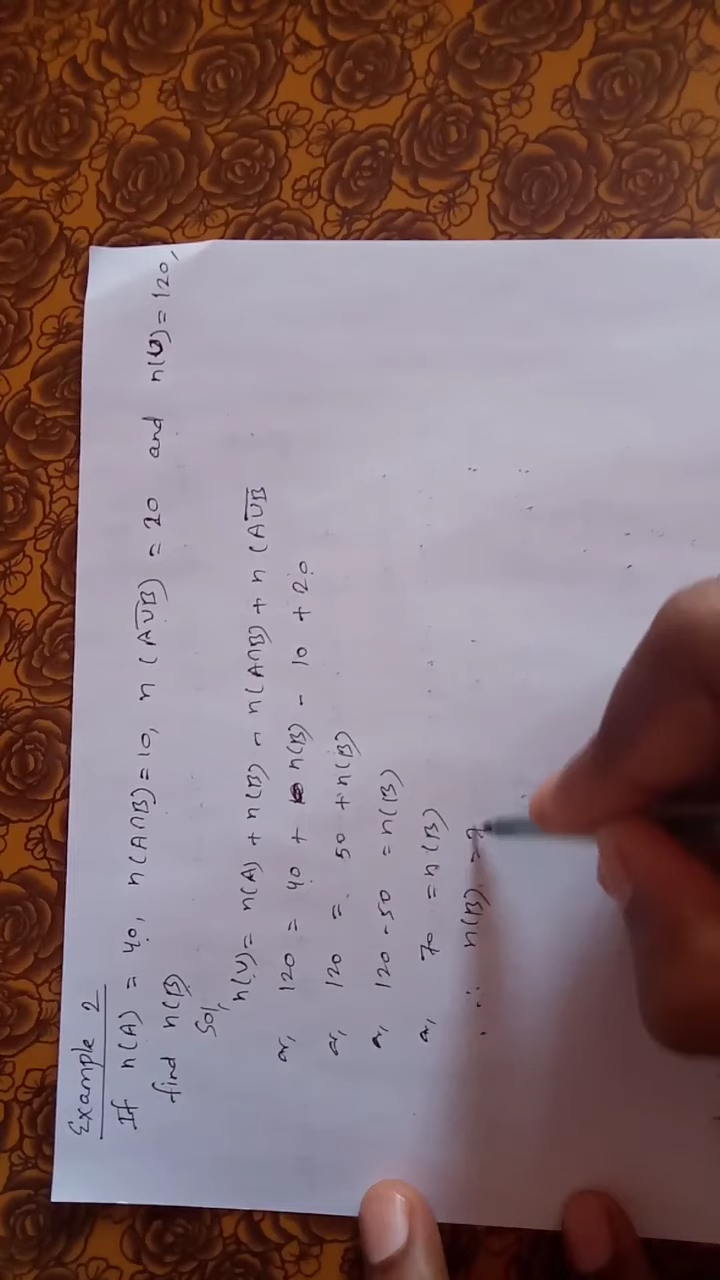 Example 2
If n(A) = 40, n(A∩B)=10, n(A̅∪̅B̅) = 20 and n(U)=120,
find n(B)
Sol,
n(U)= n(A) + n(B) - n(A∩B) + n(A̅∪̅B̅
or, 120 = 40 + n(B) - 10 + 20
or, 120 = 50 + n(B)
or, 120-50 = n(B)
or, 70 = n(B)
∴ n(B) = 7